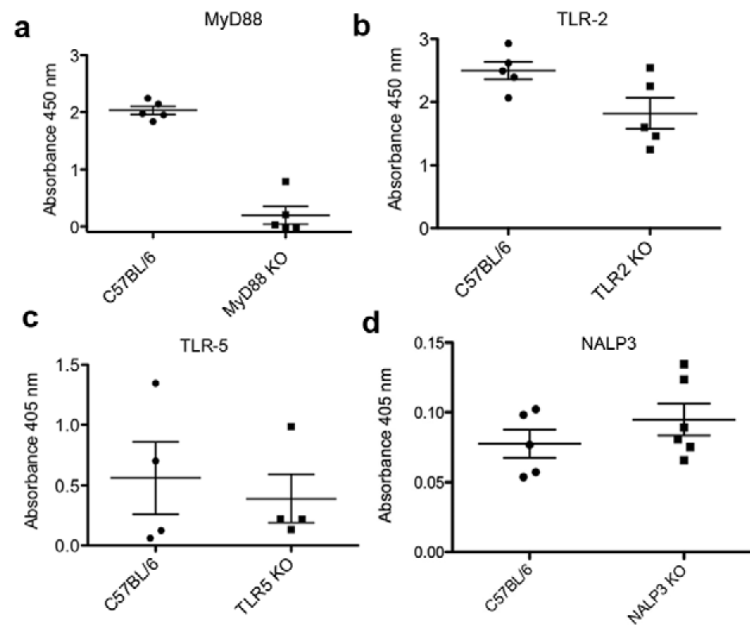 a
MyD88
Absorbance 450 nm
3
2
1
0
C57BL/6
MyD88 KO
b
TLR-2
Absorbance 450 nm
3
2
1
0
C57BL/6
TLR2 KO
c
TLR-5
Absorbance 405 nm
1.5
1.0
0.5
0.0
C57BL/6
TLR5 KO
d
NALP3
Absorbance 405 nm
0.15
0.10
0.05
0.00
C57BL/6
NALP3 KO